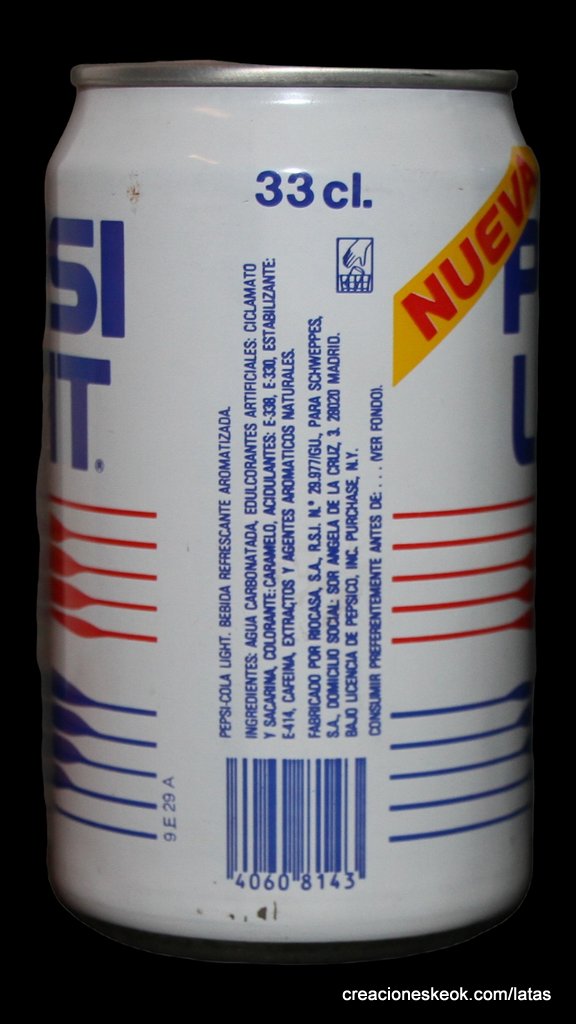 33 cl.
SI
IT®
NUEVA
P
L
PEPSI-COLA LIGHT. BEBIDA REFRESCANTE AROMATIZADA.
INGREDIENTES: AGUA CARBONATADA, EDULCORANTES ARTIFICIALES: CICLAMATO
Y SACARINA, COLORANTE: CARAMELO, ACIDULANTES: E-338, E-330, ESTABILIZANTE:
E-414, CAFEINA, EXTRACTOS Y AGENTES AROMATICOS NATURALES.
FABRICADO POR RIOCASA, S.A., R.S.I. N.º 29.977/GU., PARA SCHWEPPES,
S.A., DOMICILIO SOCIAL: SOR ANGELA DE LA CRUZ, 3. 28020 MADRID.
BAJO LICENCIA DE PEPSICO, INC. PURCHASE, N.Y.
CONSUMIR PREFERENTEMENTE ANTES DE: . . . (VER FONDO).
9 E 29 A
4060 8143
creacioneskeok.com/latas